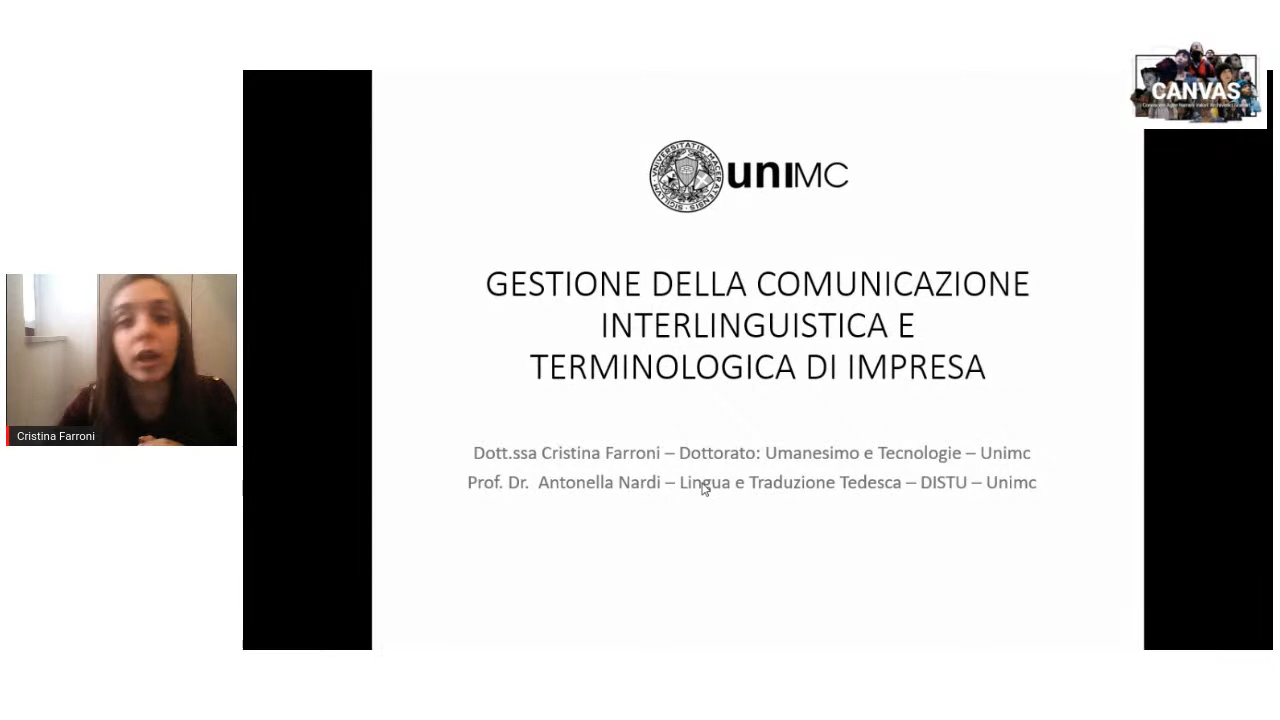 CANVAS
UNIMC
GESTIONE DELLA COMUNICAZIONE
INTERLINGUISTICA E
TERMINOLOGICA DI IMPRESA
Dott.ssa Cristina Farroni – Dottorato: Umanesimo e Tecnologie – Unimc
Prof. Dr. Antonella Nardi – Lingua e Traduzione Tedesca – DISTU – Unimc
Cristina Farroni